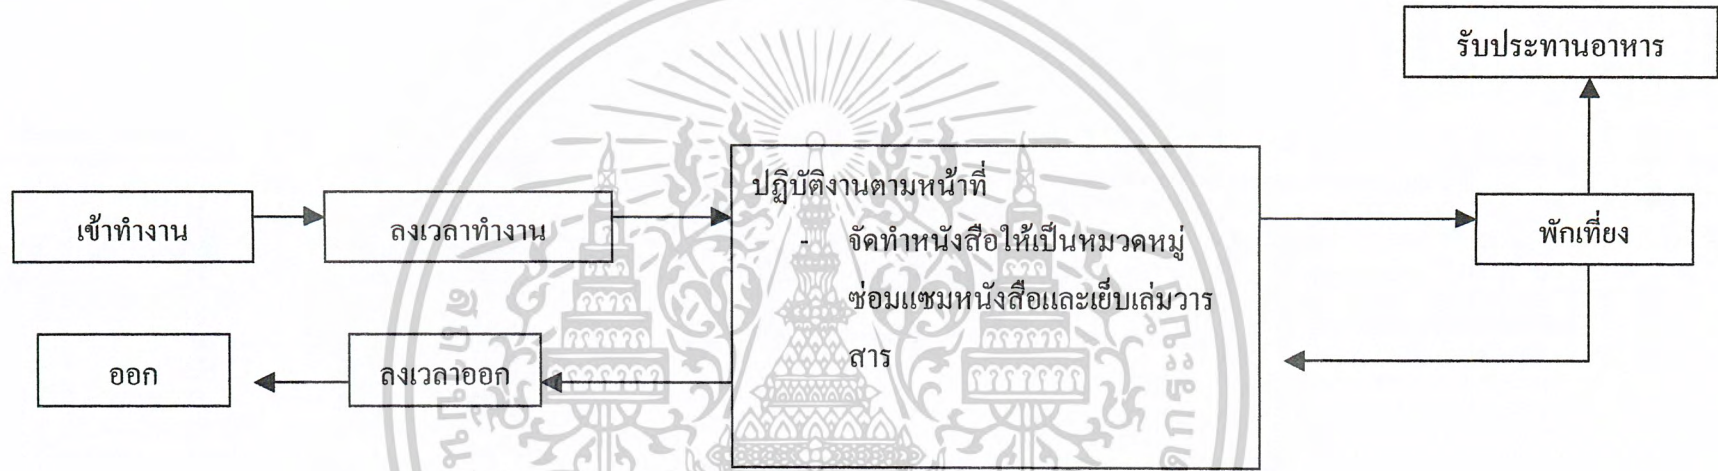 รับประทานอาหาร
เข้าทำงาน
ลงเวลาทำงาน
ปฏิบัติงานตามหน้าที่
- จัดทำหนังสือให้เป็นหมวดหมู่
ซ่อมแซมหนังสือและเย็บเล่มวาร
สาร
พักเที่ยง
ออก
ลงเวลาออก